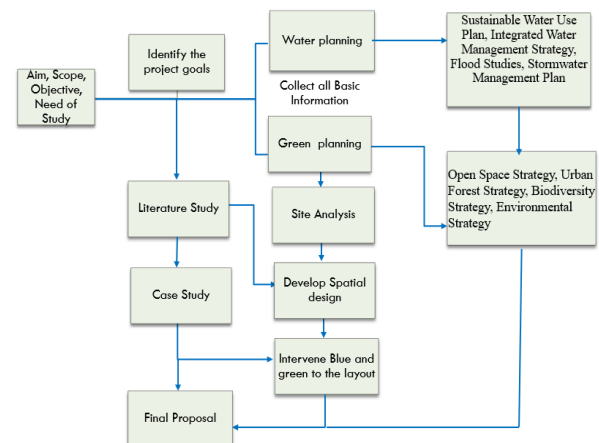 Identify the
project goals
Aim, Scope,
Objective,
Need of
Study
Water planning
Collect all Basic
Information
Green planning
Sustainable Water Use
Plan, Integrated Water
Management Strategy,
Flood Studies, Stormwater
Management Plan
Open Space Strategy, Urban
Forest Strategy, Biodiversity
Strategy, Environmental
Strategy
Literature Study
Site Analysis
Case Study
Develop Spatial
design
Intervene Blue and
green to the layout
Final Proposal